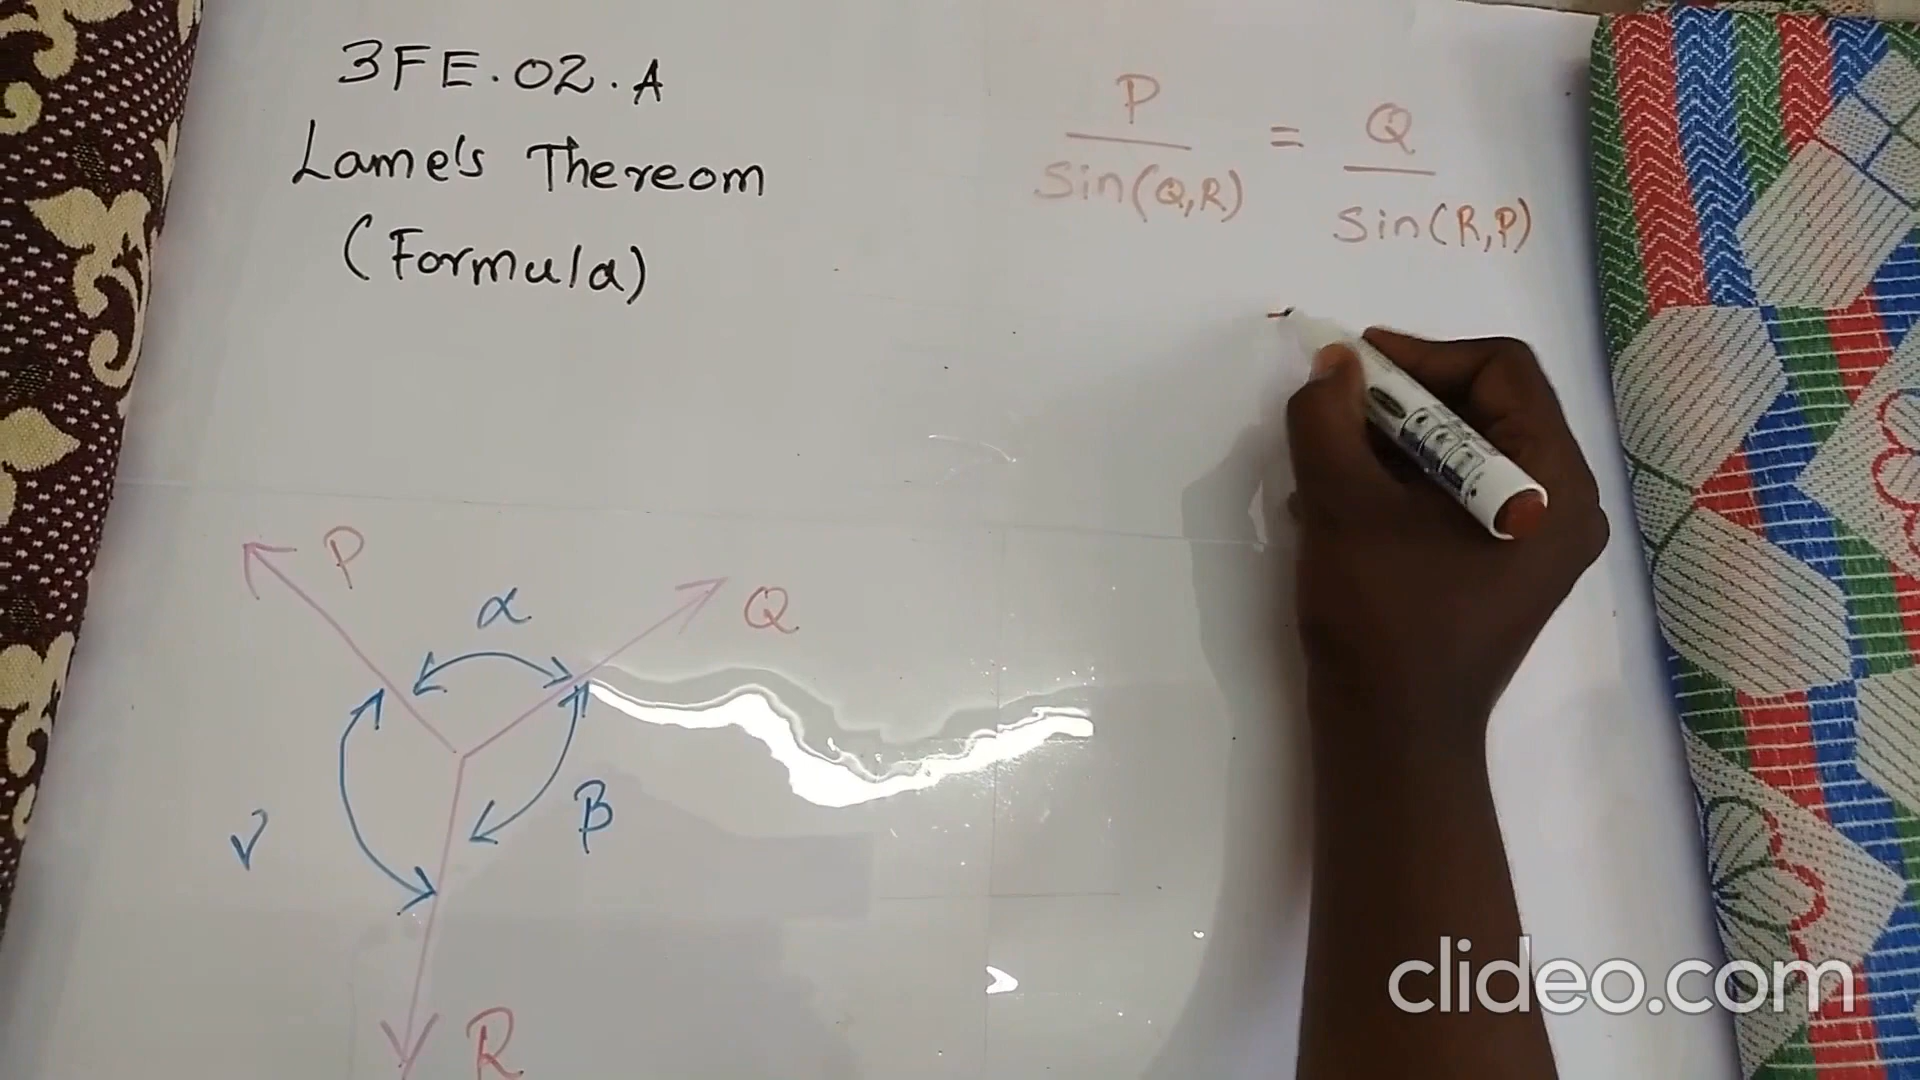 3FE.02.A
Lame's Thereom
(Formula)
P
=
Q
Sin(Q,R)
Sin(R,P)
P
α
Q
β
R
clideo.com